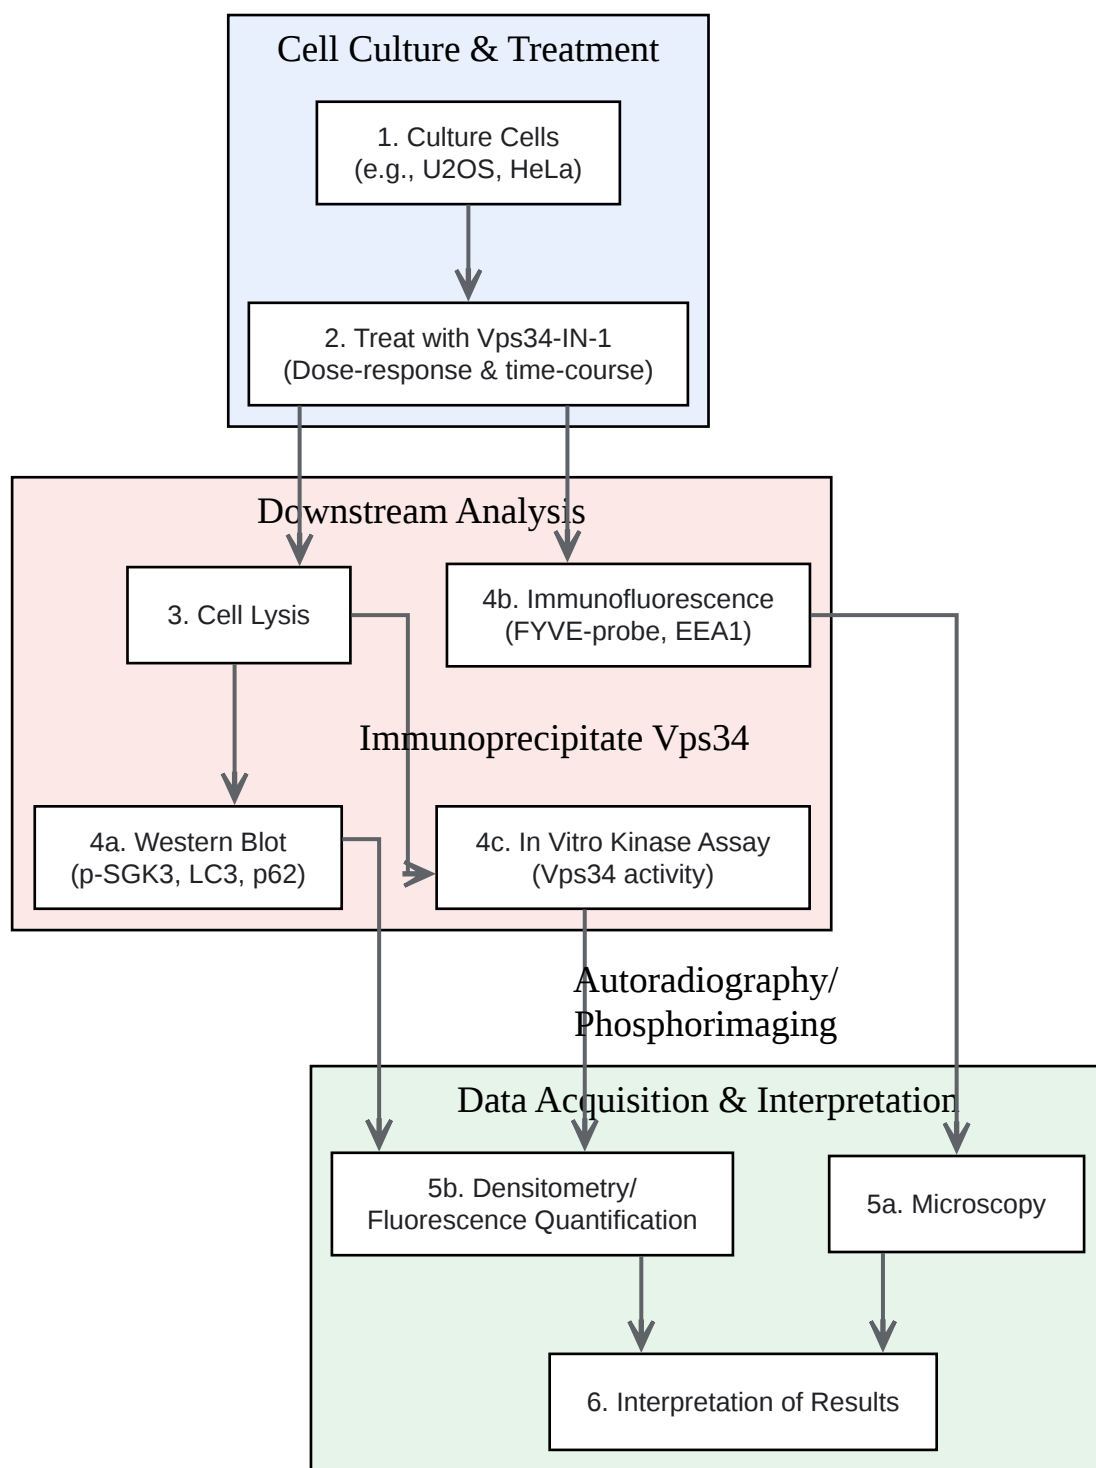 Cell Culture & Treatment
1. Culture Cells
(e.g., U2OS, HeLa)
2. Treat with Vps34-IN-1
(Dose-response & time-course)
Downstream Analysis
3. Cell Lysis
4b. Immunofluorescence
(FYVE-probe, EEA1)
Immunoprecipitate Vps34
4a. Western Blot
(p-SGK3, LC3, p62)
4c. In Vitro Kinase Assay
(Vps34 activity)
Autoradiography/
Phosphorimaging
Data Acquisition & Interpretation
5b. Densitometry/
Fluorescence Quantification
5a. Microscopy
6. Interpretation of Results